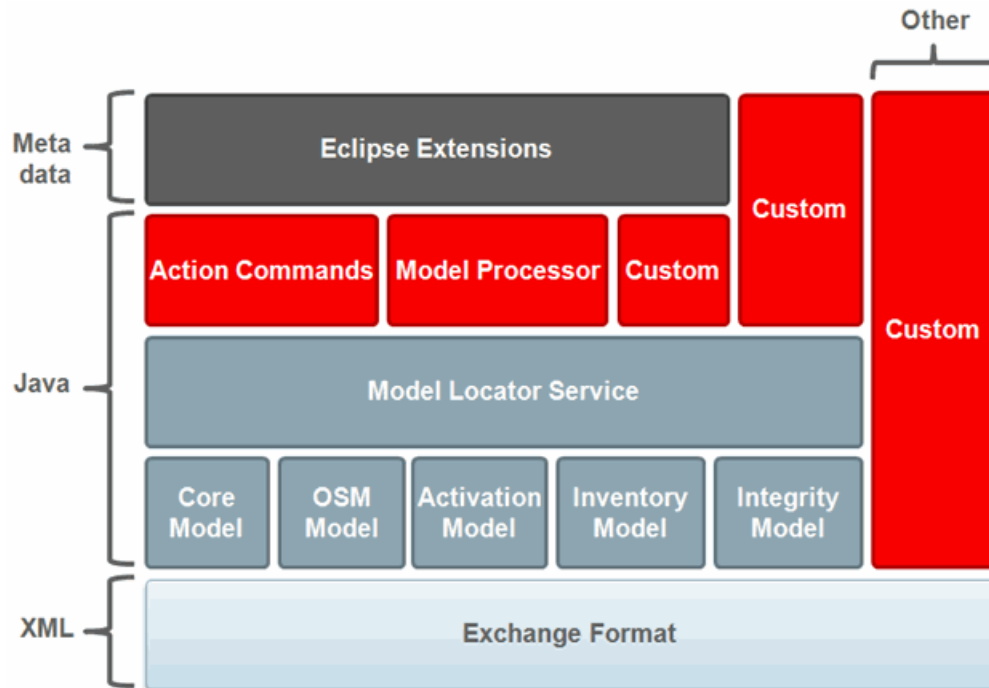 Other
Meta
data
Eclipse Extensions
Custom
Action Commands
Model Processor
Custom
Custom
Java
Model Locator Service
Core
Model
OSM
Model
Activation
Model
Inventory
Model
Integrity
Model
XML
Exchange Format